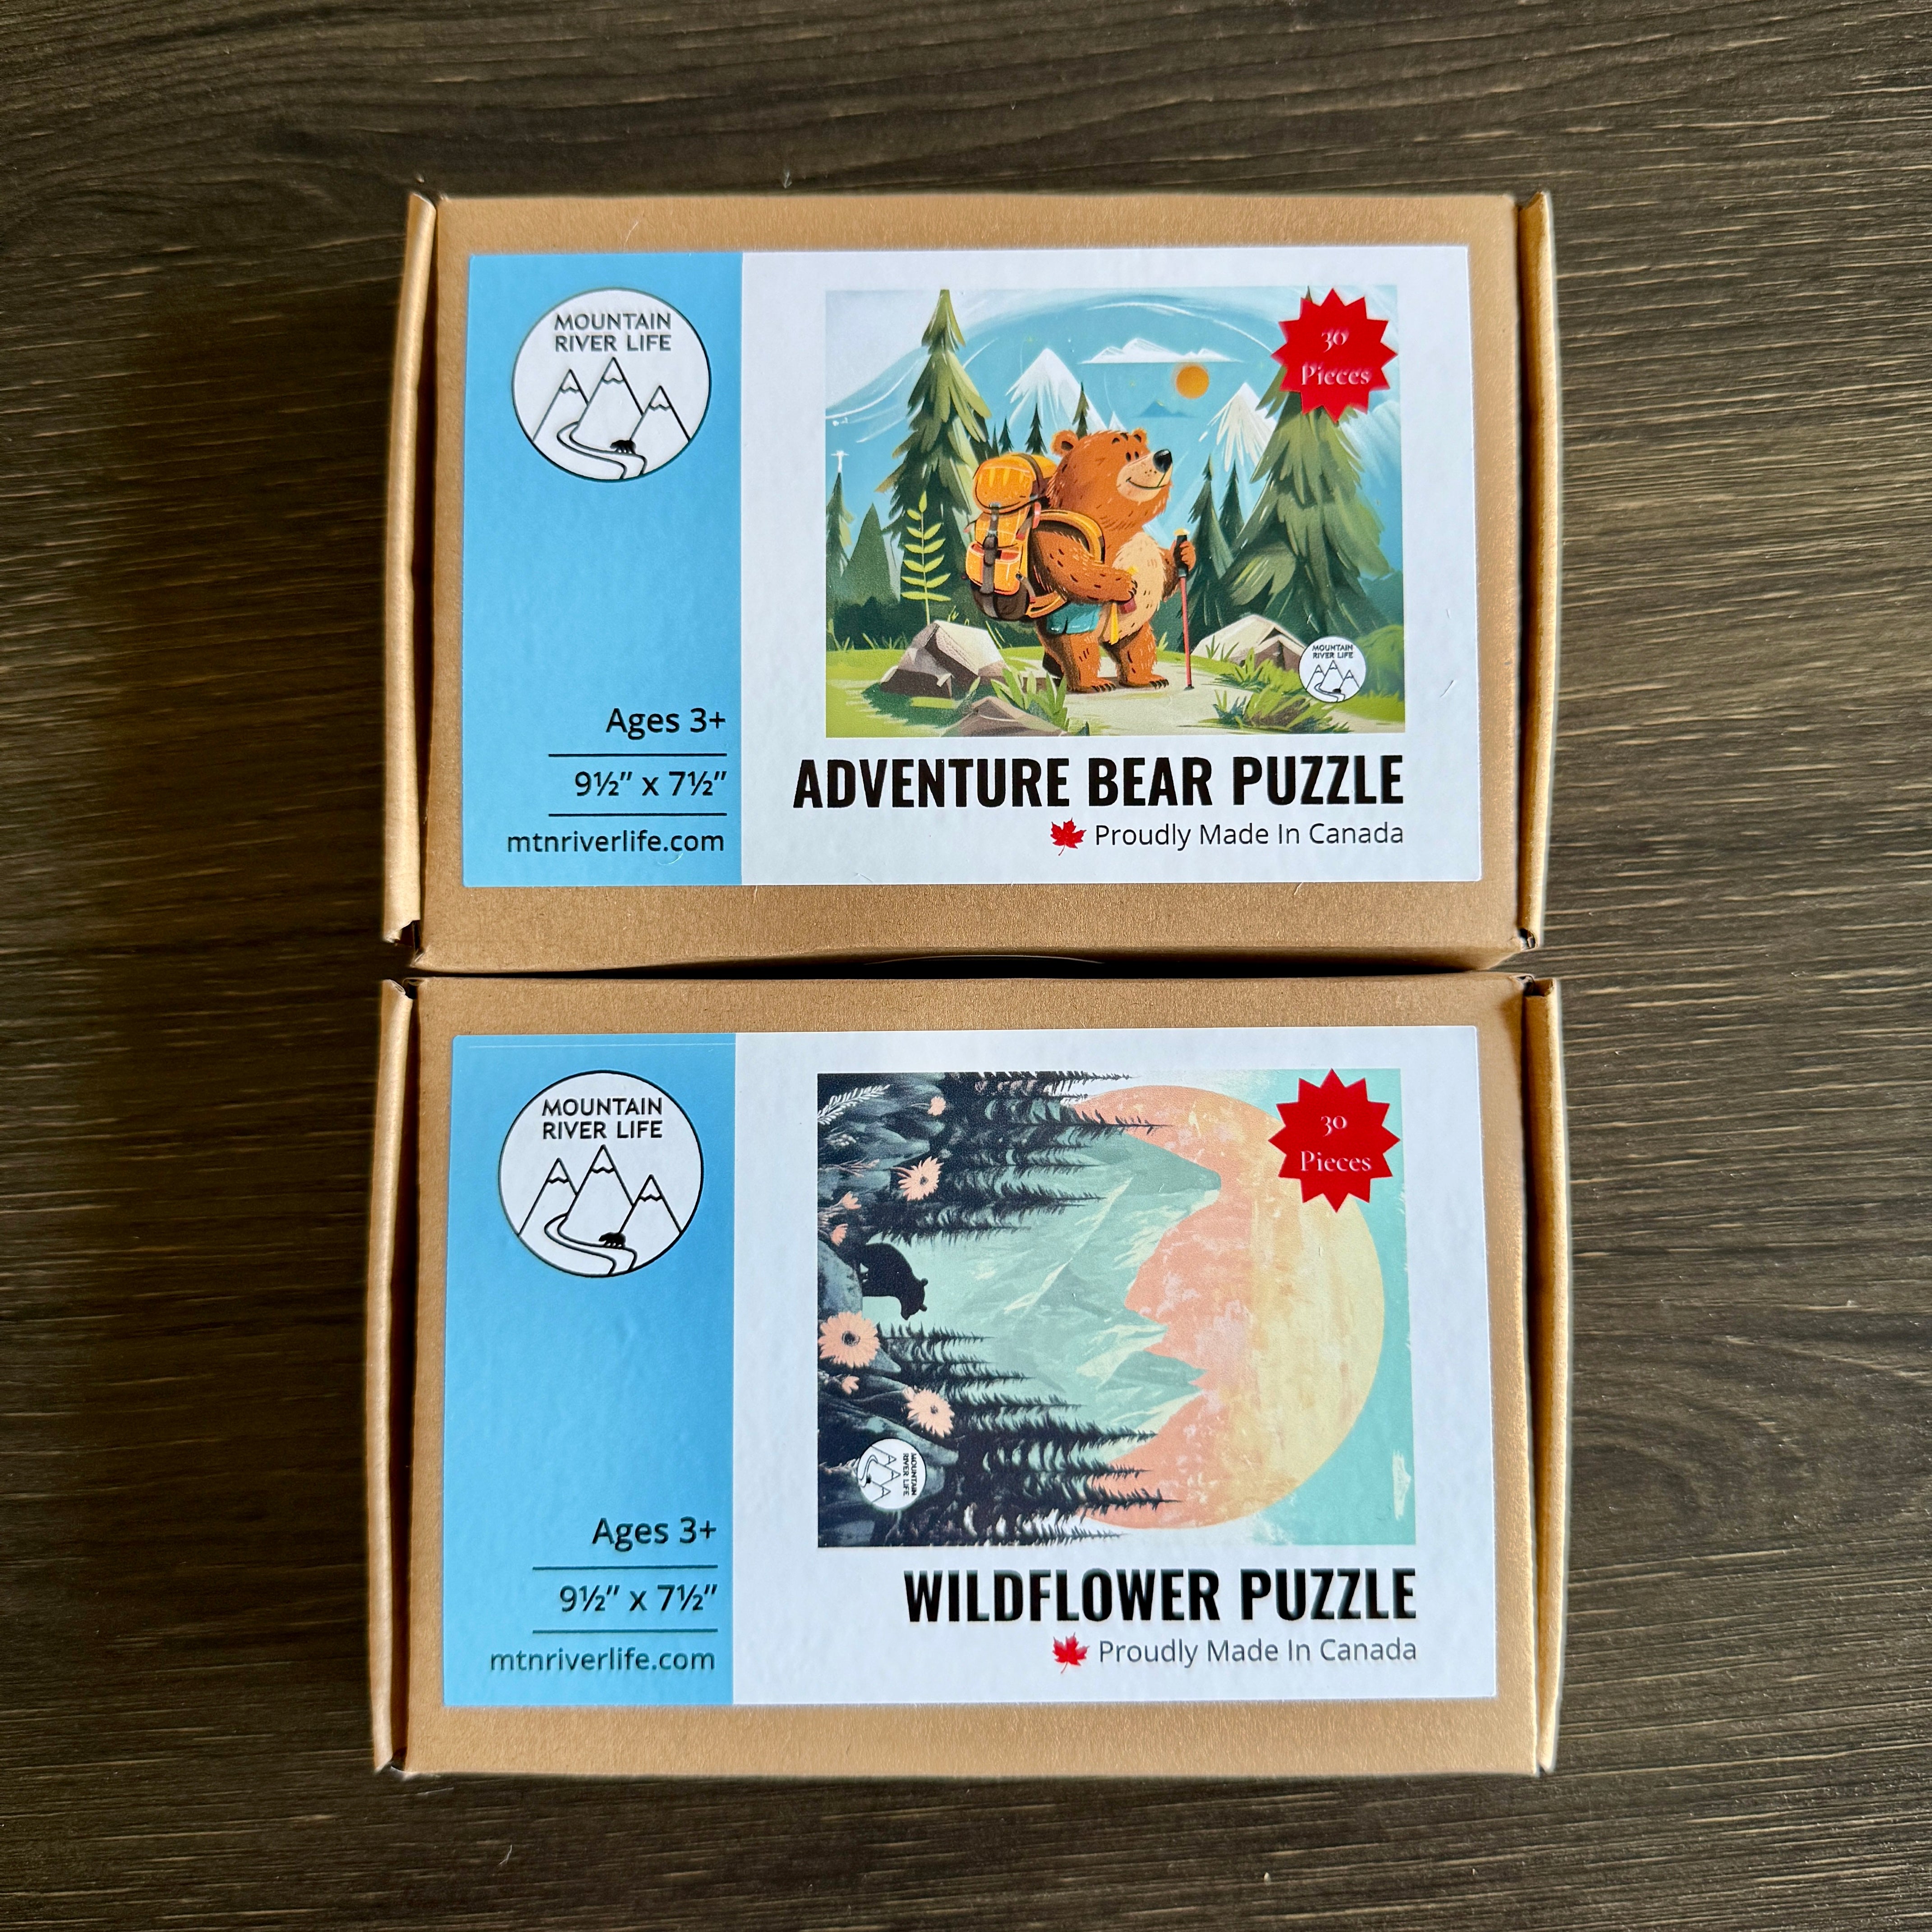 MOUNTAIN
RIVER LIFE
30
Pieces
MOUNTAIN
RIVER LIFE
Ages 3+
9½” x 7½”
mtnriverlife.com
ADVENTURE BEAR PUZZLE
Proudly Made In Canada
MOUNTAIN
RIVER LIFE
30
Pieces
MOUNTAIN
RIVER LIFE
Ages 3+
9½” x 7½”
mtnriverlife.com
WILDFLOWER PUZZLE
Proudly Made In Canada